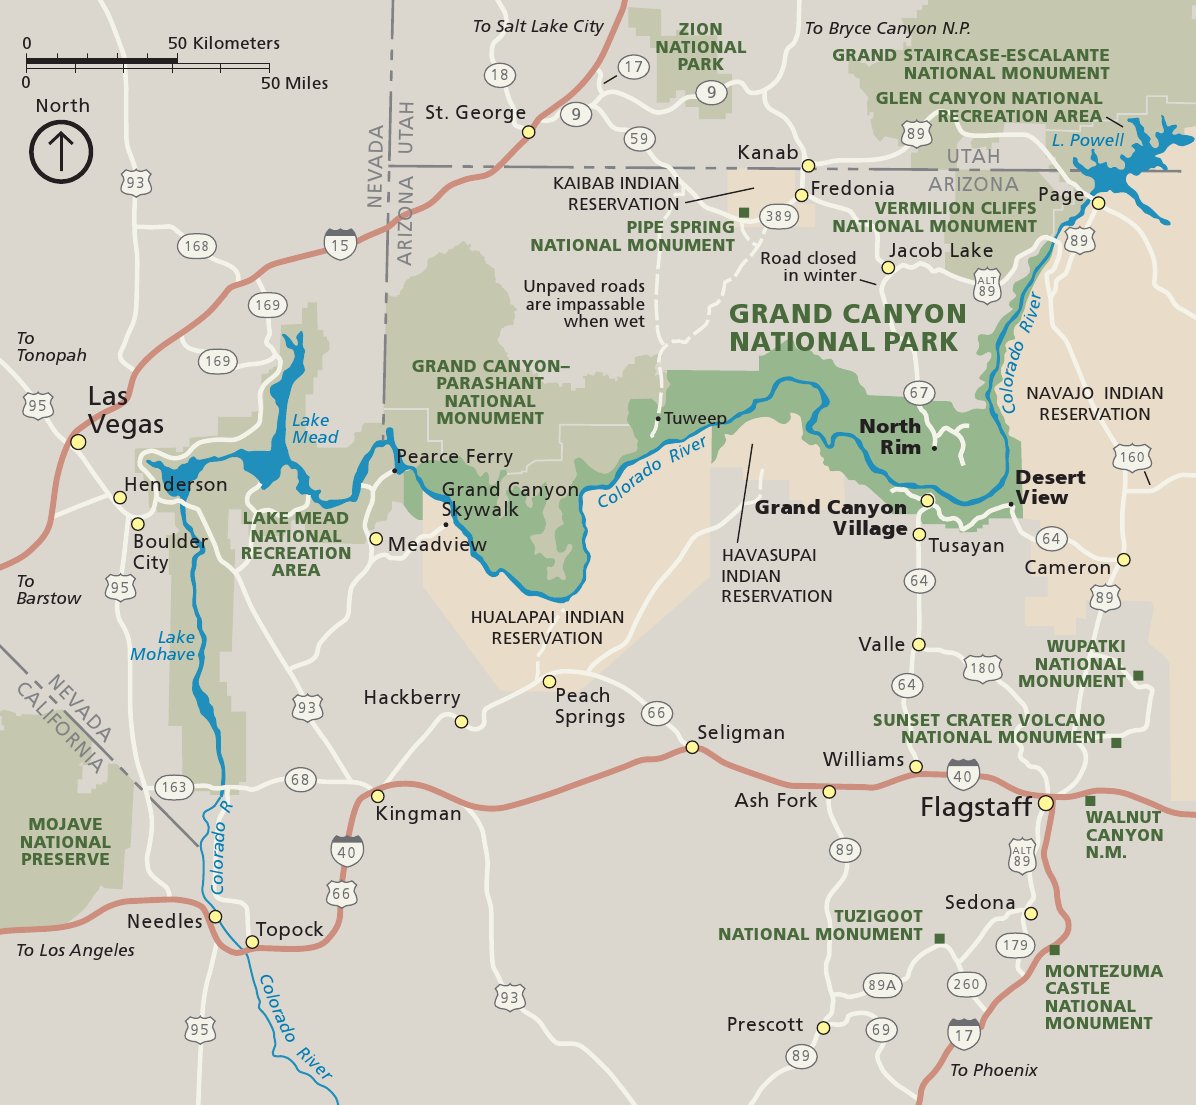 To Salt Lake City
ZION
NATIONAL
PARK
To Bryce Canyon N.P.
0 50 Kilometers
0 50 Miles
North
GRAND STAIRCASE-ESCALANTE
NATIONAL MONUMENT
GLEN CANYON NATIONAL
RECREATION AREA
L. Powell
18
17
9
9
59
89
St. George
NEVADA
UTAH
ARIZONA
UTAH
ARIZONA
Kanab
Fredonia
KAIBAB INDIAN
RESERVATION
PIPE SPRING
NATIONAL MONUMENT
389
VERMILION CLIFFS
NATIONAL MONUMENT
Page
89
93
168
15
169
169
Jacob Lake
ALT
89
Road closed
in winter
Unpaved roads
are impassable
when wet
GRAND CANYON
NATIONAL PARK
Colorado River
To
Tonopah
95
Las
Vegas
Lake
Mead
GRAND CANYON–
PARASHANT
NATIONAL
MONUMENT
Tuweep
67
North
Rim
NAVAJO INDIAN
RESERVATION
160
Henderson
Boulder
City
Pearce Ferry
Grand Canyon
Skywalk
Colorado River
Desert
View
Grand Canyon
Village
Tusayan
LAKE MEAD
NATIONAL
RECREATION
AREA
Meadview
HAVASUPAI
INDIAN
RESERVATION
64
Cameron
64
89
To
Barstow
95
HUALAPAI INDIAN
RESERVATION
Lake
Mohave
Valle
180
64
WUPATKI
NATIONAL
MONUMENT
NEVADA
CALIFORNIA
93
Hackberry
Peach
Springs
66
Seligman
SUNSET CRATER VOLCANO
NATIONAL MONUMENT
163
68
Kingman
Williams
40
Ash Fork
Flagstaff
WALNUT
CANYON
N.M.
MOJAVE
NATIONAL
PRESERVE
Colorado R
40
66
89
ALT
89
Needles
Topock
To Los Angeles
Sedona
TUZIGOOT
NATIONAL MONUMENT
179
MONTEZUMA
CASTLE
NATIONAL
MONUMENT
95
Colorado River
93
89A
260
Prescott
69
89
17
To Phoenix